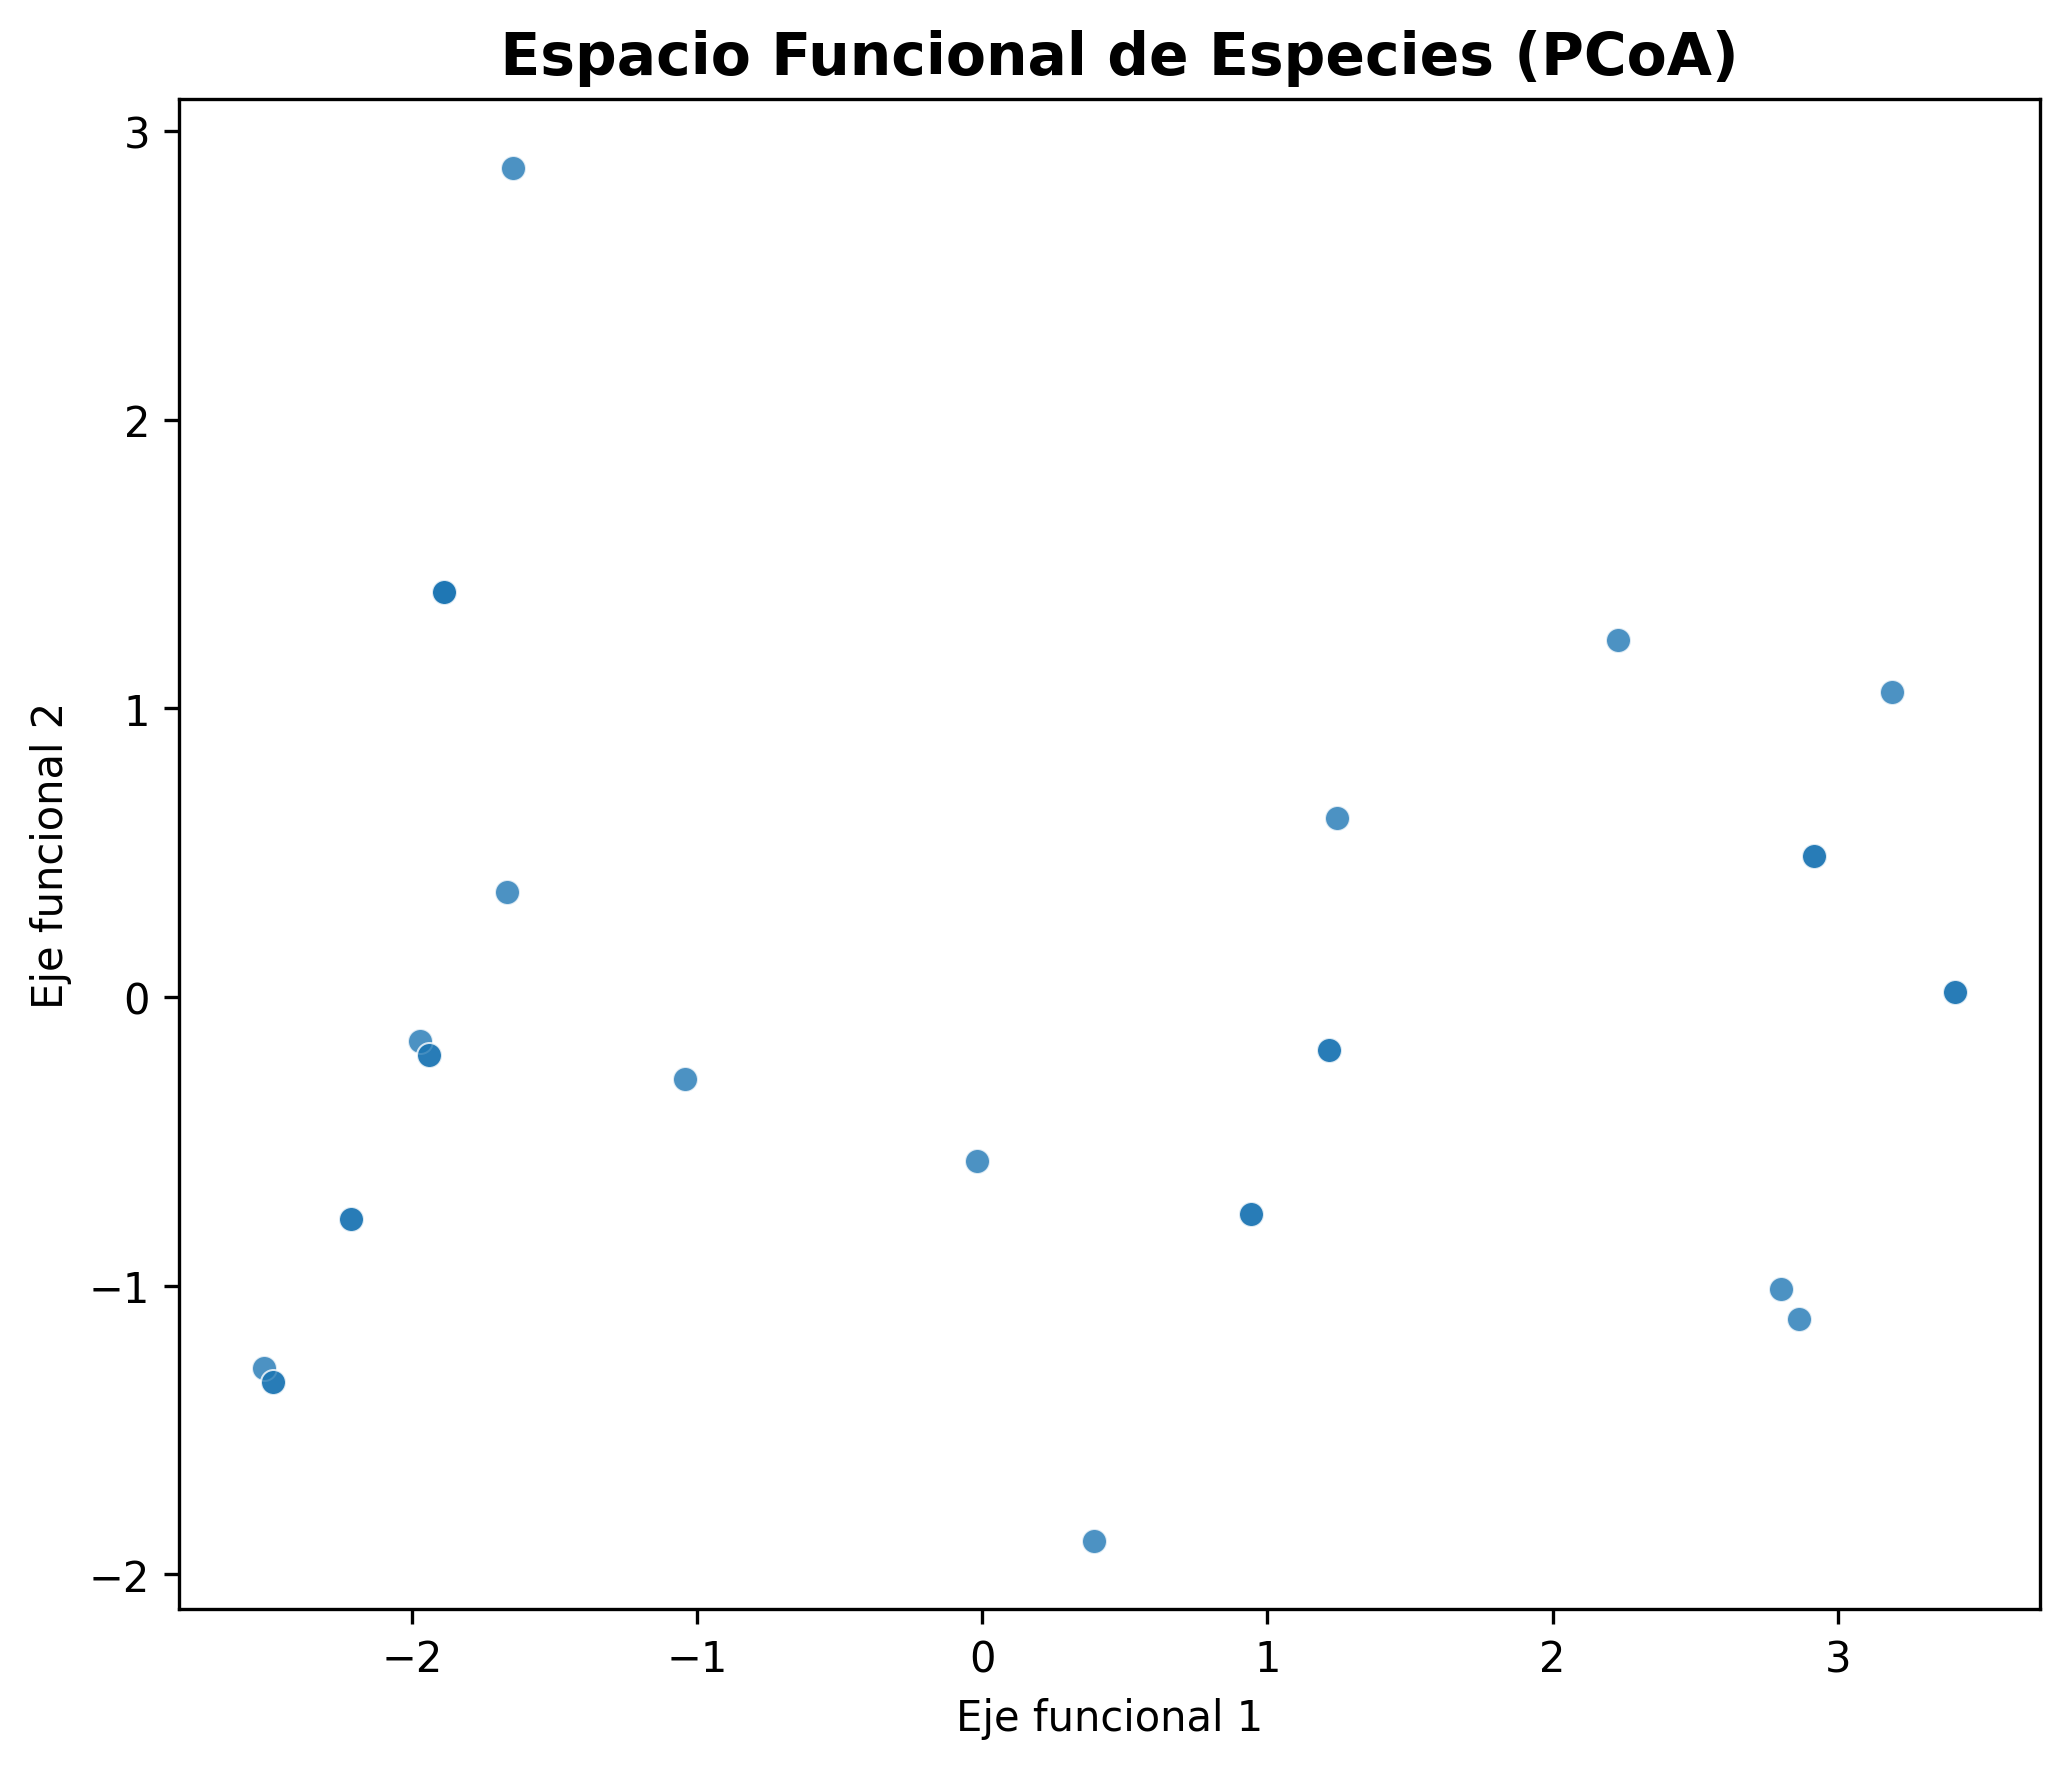 Espacio Funcional de Especies (PCoA)
3
2
1
0
−1
−2
Eje funcional 2
−2 −1 0 1 2 3
Eje funcional 1